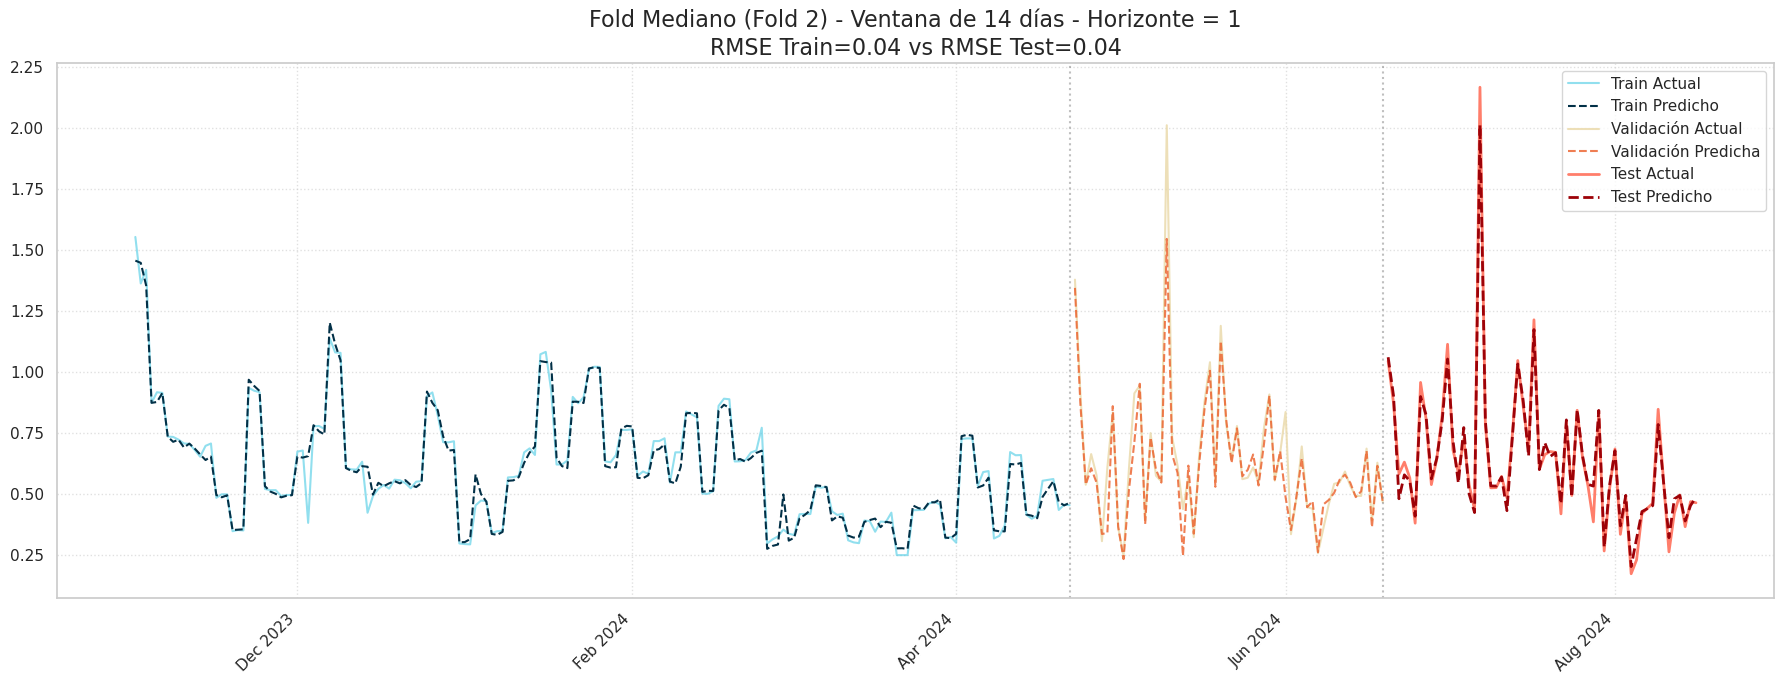 Fold Mediano (Fold 2) - Ventana de 14 días - Horizonte = 1
RMSE Train=0.04 vs RMSE Test=0.04
2.25
2.00
1.75
1.50
1.25
1.00
0.75
0.50
0.25
Train Actual
Train Predicho
Validación Actual
Validación Predicha
Test Actual
Test Predicho
Dec 2023
Feb 2024
Apr 2024
Jun 2024
Aug 2024